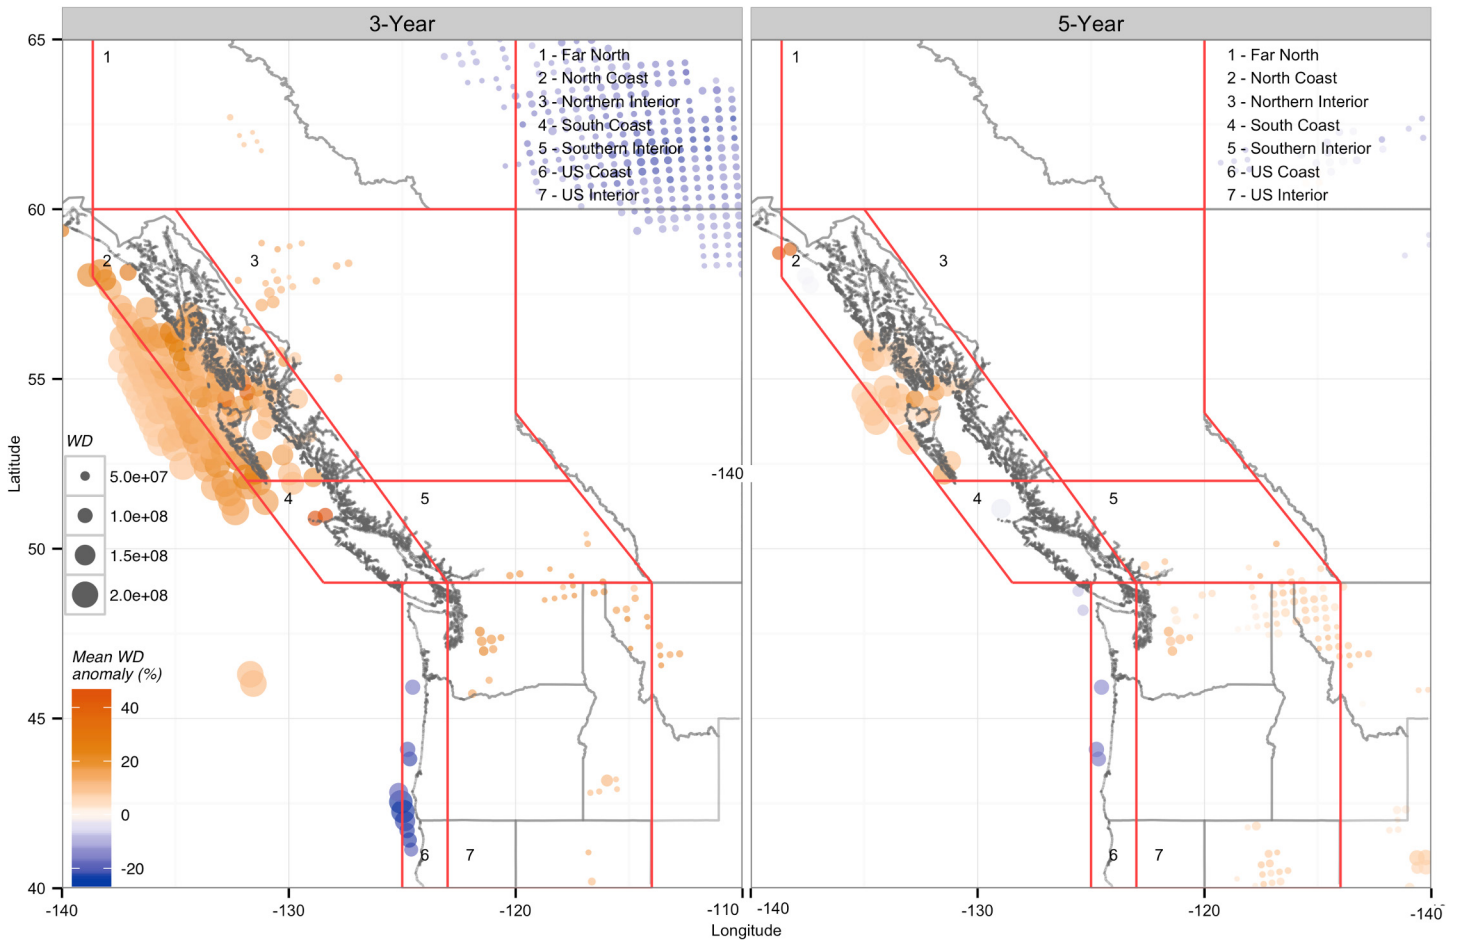 3-Year
5-Year
65
60
55
50
45
40
Latitude
1
2
3
4
5
6
7
1 - Far North
2 - North Coast
3 - Northern Interior
4 - South Coast
5 - Southern Interior
6 - US Coast
7 - US Interior
WD
5.0e+07
1.0e+08
1.5e+08
2.0e+08
Mean WD
anomaly (%)
40
20
0
-20
-140
-130
-120
-110
-140
1
2
3
4
5
6
7
1 - Far North
2 - North Coast
3 - Northern Interior
4 - South Coast
5 - Southern Interior
6 - US Coast
7 - US Interior
-140
-130
-120
-140
Longitude